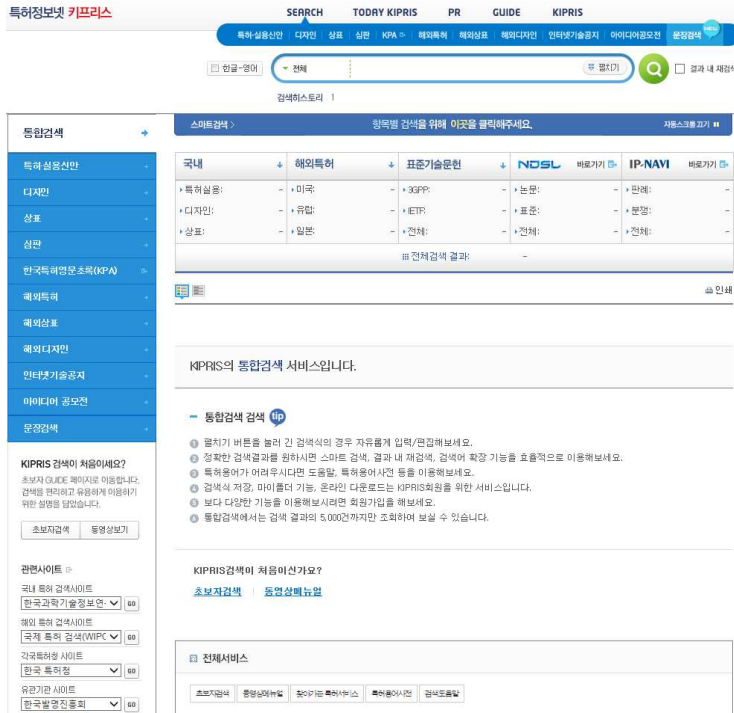 특허정보넷 키프리스
SEARCH TODAY KIPRIS PR GUIDE KIPRIS
특허·실용신안 디자인 상표 심판 KPA 해외특허 해외상표 해외디자인 인터넷기술공지 아이디어공모전 문장검색
한글-영어 전체 펼치기 결과 내 재검색
검색히스토리 1
통합검색
스마트검색 > 항목별 검색을 위해 이곳을 클릭해주세요. 자동스크롤 끄기
특허실용신안
디자인
상표
심판
한국특허영문초록(KPA)
해외특허
해외상표
해외디자인
인터넷기술공지
아이디어 공모전
문장검색
국내 해외특허 표준기술문헌 NDSL 바로가기 IP-NAVI 바로가기
특허실용: - 미국: - 3GPP: - 논문: - 판례: -
디자인: - 유럽: - IETF: - 표준: - 분쟁: -
상표: - 일본: - 전체: - 전체: - 전체: -
전체검색 결과: -
인쇄
KIPRIS의 통합검색 서비스입니다.
통합검색 검색 tip
1 펼치기 버튼을 눌러 긴 검색식의 경우 자유롭게 입력/편집해보세요.
2 정확한 검색결과를 원하시면 스마트 검색, 결과 내 재검색, 검색어 확장 기능을 효율적으로 이용해보세요.
3 특허용어가 어려우시다면 도움말, 특허용어사전 등을 이용해보세요.
4 검색식 저장, 마이폴더 기능, 온라인 다운로드는 KIPRIS회원을 위한 서비스입니다.
5 보다 다양한 기능을 이용해보시려면 회원가입을 해보세요.
6 통합검색에서는 검색 결과의 5,000건까지만 조회하여 보실 수 있습니다.
KIPRIS 검색이 처음이세요?
초보자 GUIDE 페이지로 이동합니다.
검색을 편리하고 유용하게 이용하기
위한 설명을 담았습니다.
초보자검색 동영상보기
KIPRIS검색이 처음이신가요?
초보자검색 동영상메뉴얼
관련사이트
국내 특허 검색사이트
한국과학기술정보연- GO
해외 특허 검색사이트
국제 특허 검색(WIPC GO
각국특허청 사이트
한국 특허청 GO
유관기관 사이트
한국발명진흥회 GO
전체서비스
초보자검색 동영상메뉴얼 찾아가는 특허서비스 특허용어사전 검색도움말